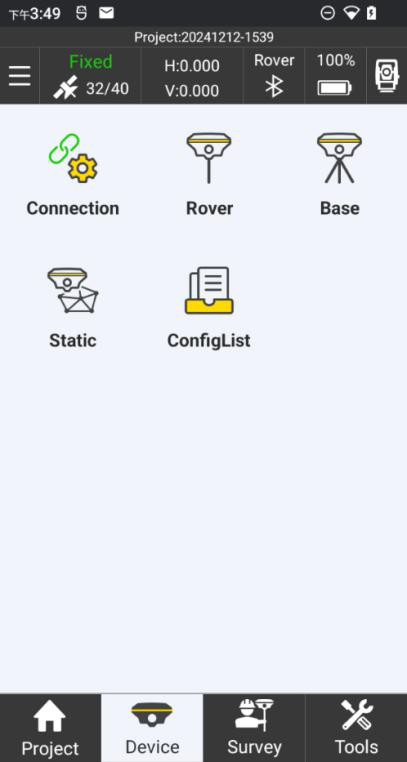 下午3:49
Project:20241212-1539
Fixed
32/40
H:0.000
V:0.000
Rover
100%
Connection
Rover
Base
Static
ConfigList
Project
Device
Survey
Tools